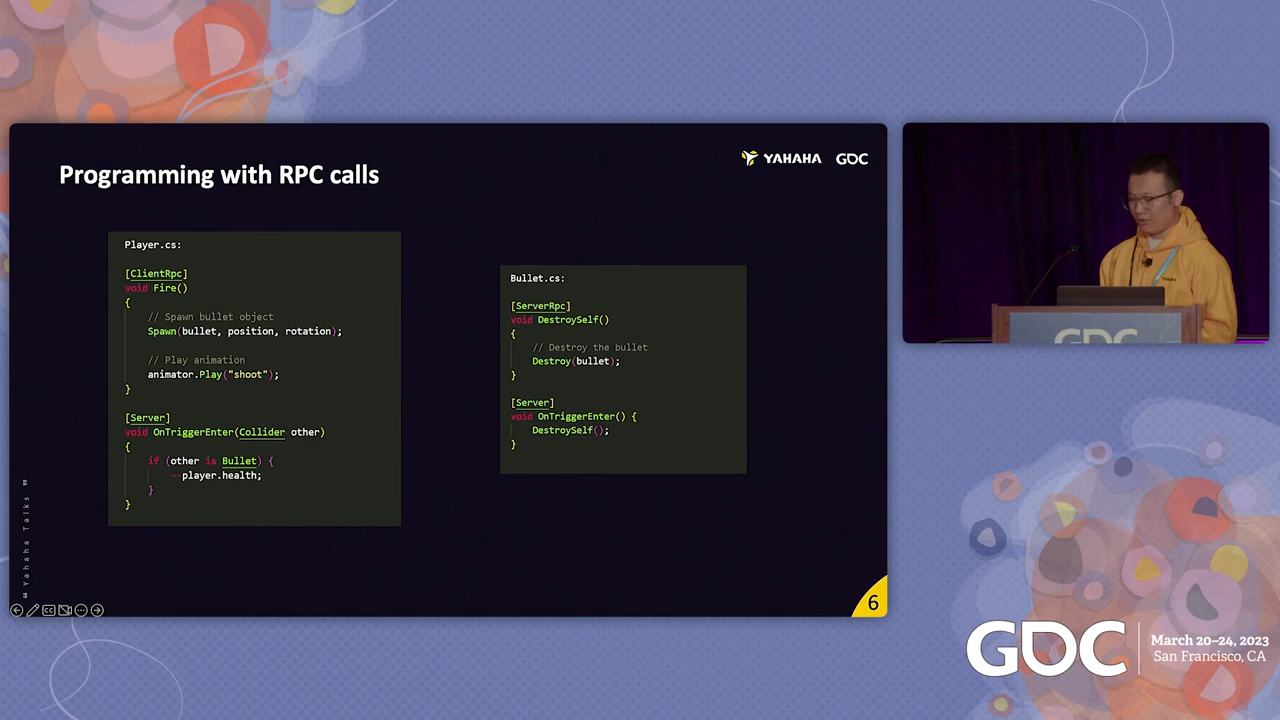 Programming with RPC calls
YAHAHA GDC
Player.cs:
[ClientRpc]
void Fire()
{
// Spawn bullet object
Spawn(bullet, position, rotation);
// Play animation
animator.Play("shoot");
}
[Server]
void OnTriggerEnter(Collider other)
{
if (other is Bullet) {
--player.health;
}
}
Bullet.cs:
[ServerRpc]
void DestroySelf()
{
// Destroy the bullet
Destroy(bullet);
}
[Server]
void OnTriggerEnter() {
DestroySelf();
}
Yahaha Talks
CC
6
GDC
GDC
March 20–24, 2023
San Francisco, CA